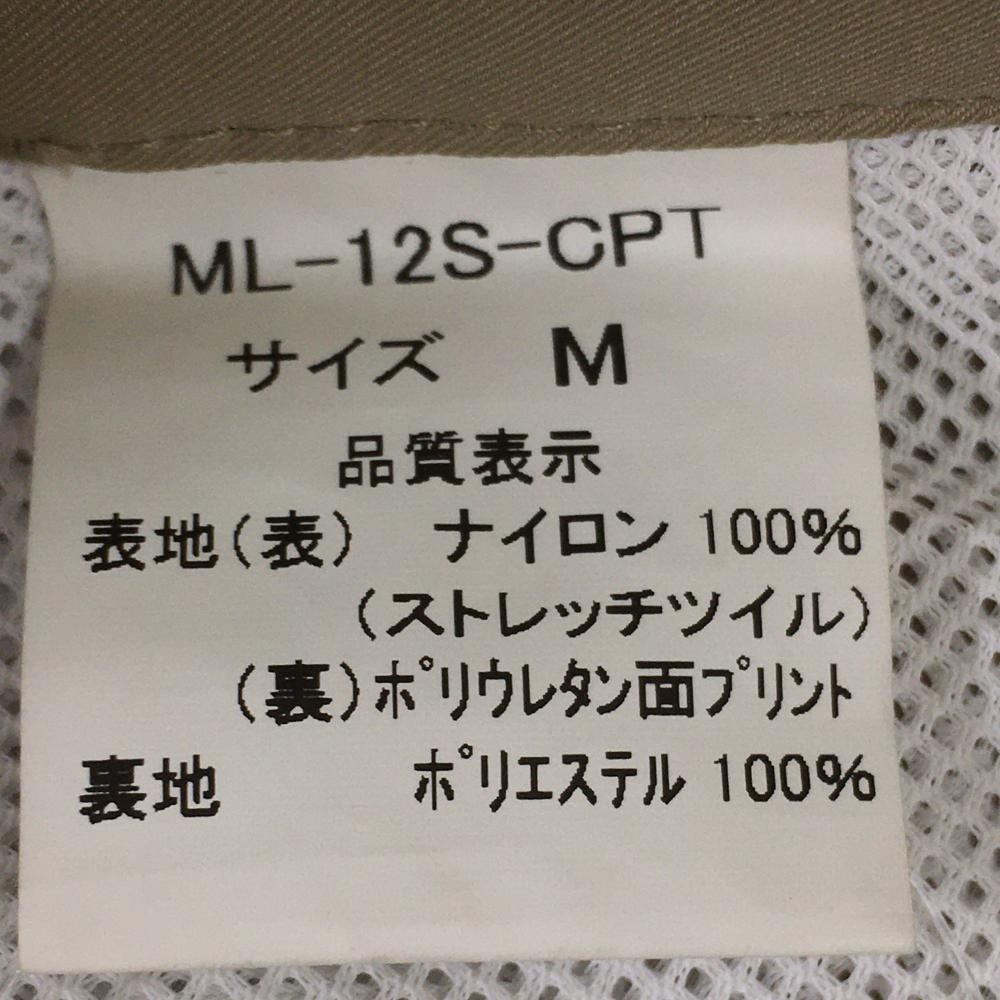 ML-12S-CPT
サイズ M
品質表示
表地(表) ナイロン 100%
(ストレッチツイル)
(裏)ポリウレタン面プリント
裏地 ポリエステル 100%